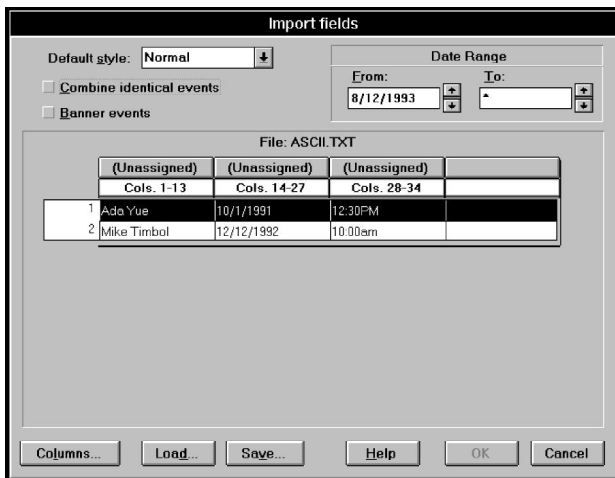 Import fields
Default style: Normal
Combine identical events
Banner events
Date Range
From: To:
8/12/1993 ^
File: ASCII.TXT
(Unassigned) (Unassigned) (Unassigned)
Cols. 1-13 Cols. 14-27 Cols. 28-34
1 Ada Yue 10/1/1991 12:30PM
2 Mike Timbol 12/12/1992 10:00am
Columns... Load... Save... Help OK Cancel